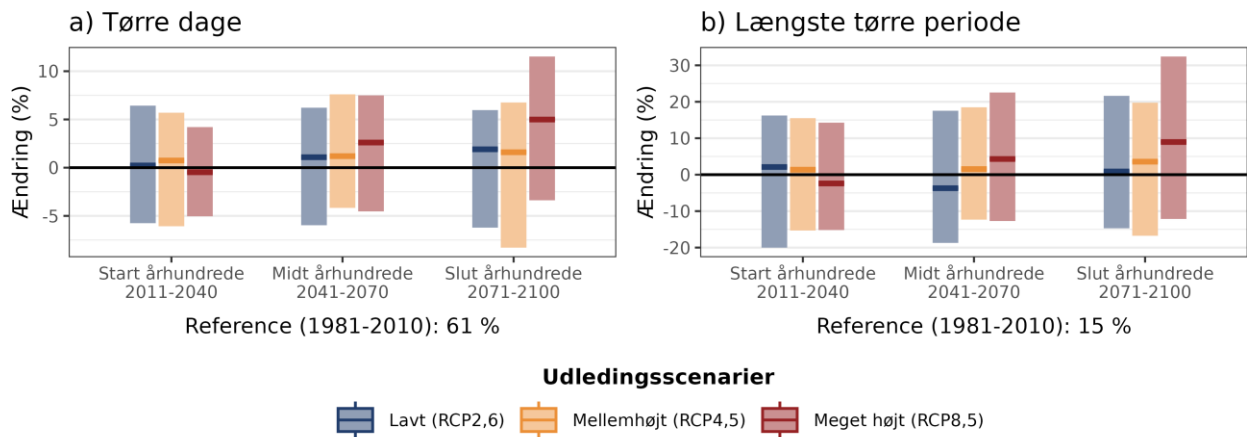 a) Tørre dage
Ændring (%)
10
5
0
-5
Start århundrede
2011-2040
Midt århundrede
2041-2070
Slut århundrede
2071-2100
Reference (1981-2010): 61 %
b) Længste tørre periode
Ændring (%)
30
20
10
0
-10
-20
Start århundrede
2011-2040
Midt århundrede
2041-2070
Slut århundrede
2071-2100
Reference (1981-2010): 15 %
Udledingsscenarier
Lavt (RCP2,6)
Mellemhøjt (RCP4,5)
Meget højt (RCP8,5)